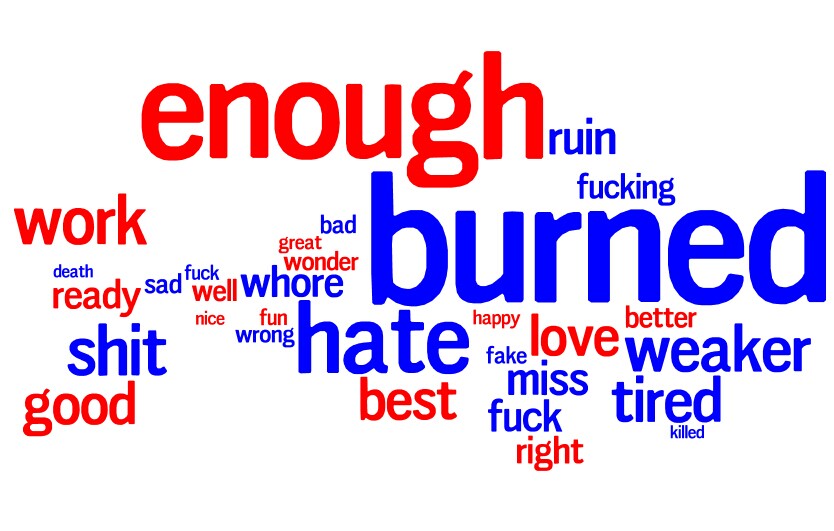 enough
ruin
fucking
burned
work
bad
great
wonder
death
sad
fuck
ready
well
whore
nice
fun
wrong
hate
happy
love
better
shit
fake
weaker
miss
good
best
tired
fuck
killed
right